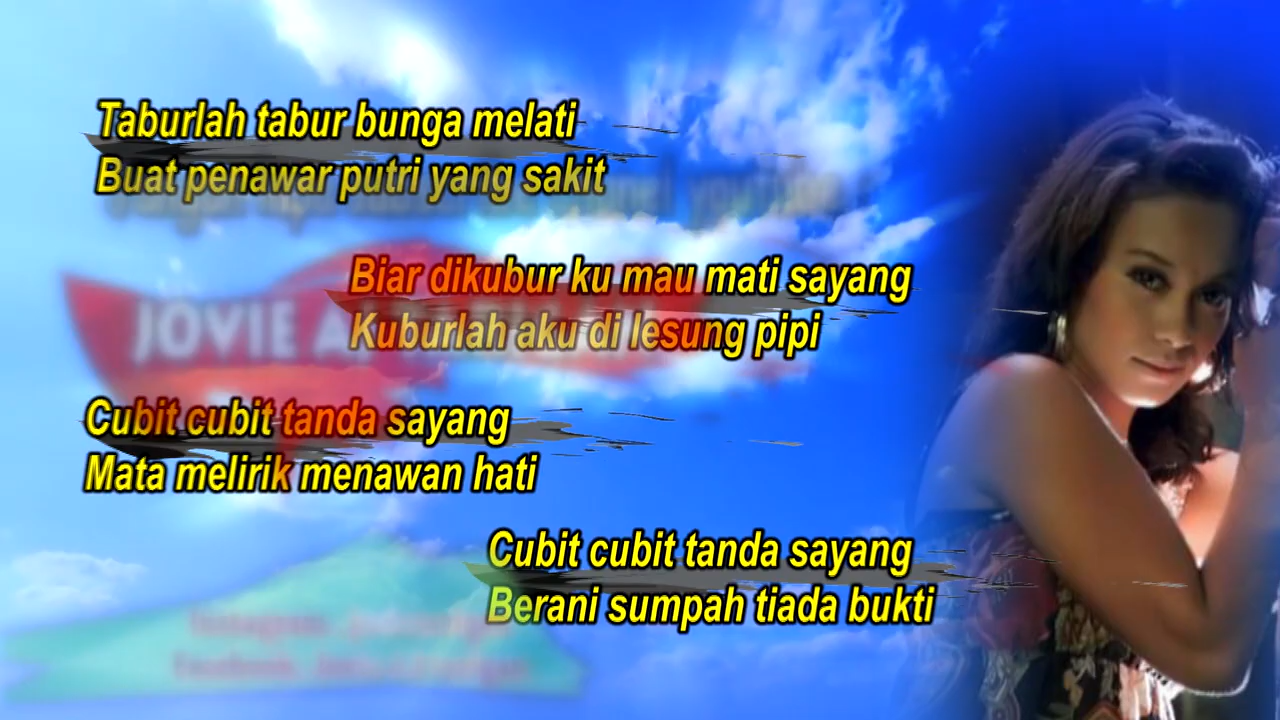 Taburlah tabur bunga melati
Buat penawar putri yang sakit
Biar dikubur ku mau mati sayang
JOVIE
Kuburlah aku di lesung pipi
Cubit cubit tanda sayang
Mata melirik menawan hati
Cubit cubit tanda sayang
Berani sumpah tiada bukti